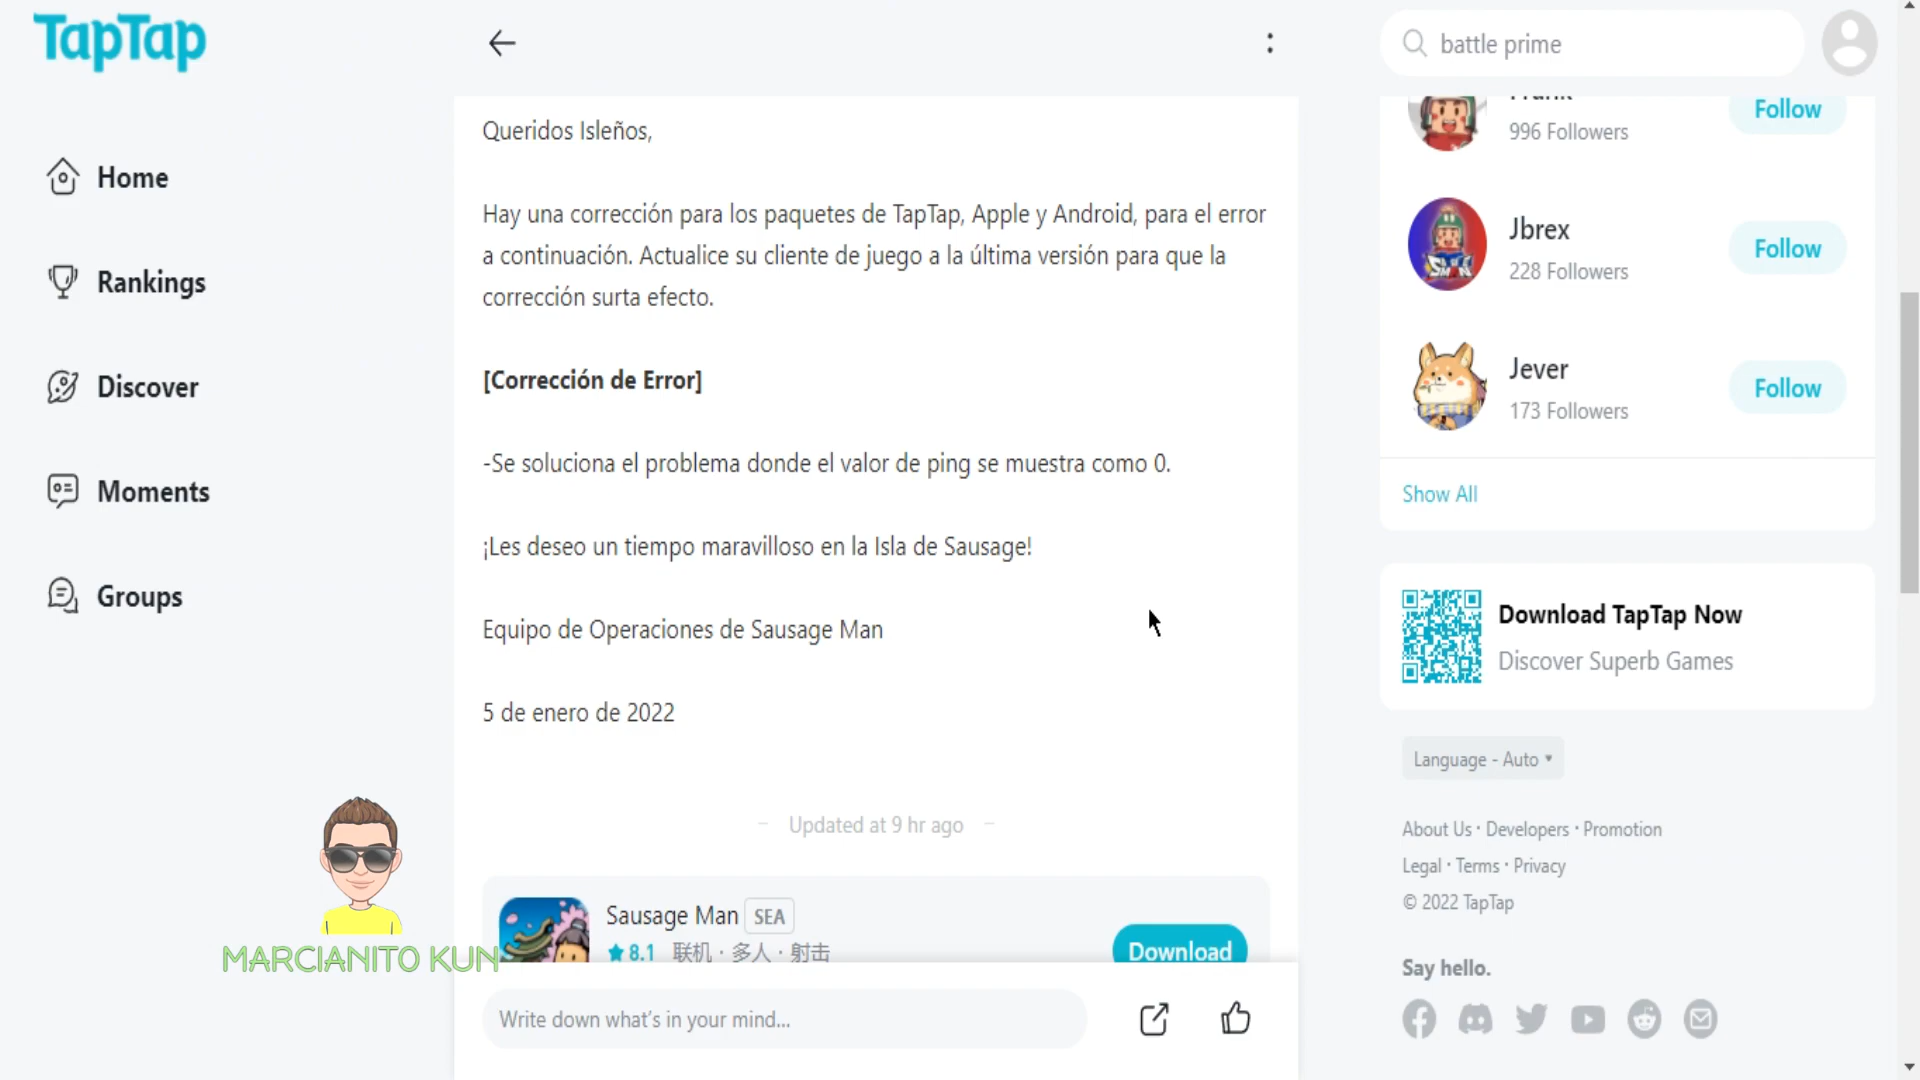 TapTap
battle prime
Home
Rankings
Discover
Moments
Groups
Queridos Isleños,
Hay una corrección para los paquetes de TapTap, Apple y Android, para el error
a continuación. Actualice su cliente de juego a la última versión para que la
corrección surta efecto.
[Corrección de Error]
-Se soluciona el problema donde el valor de ping se muestra como 0.
¡Les deseo un tiempo maravilloso en la Isla de Sausage!
Equipo de Operaciones de Sausage Man
5 de enero de 2022
Updated at 9 hr ago
Sausage Man SEA
8.1 联机 · 多人 · 射击
Download
Write down what's in your mind...
MARCIANITO KUN
996 Followers
Follow
Jbrex
228 Followers
Follow
Jever
173 Followers
Follow
Show All
Download TapTap Now
Discover Superb Games
Language - Auto
About Us · Developers · Promotion
Legal · Terms · Privacy
© 2022 TapTap
Say hello.